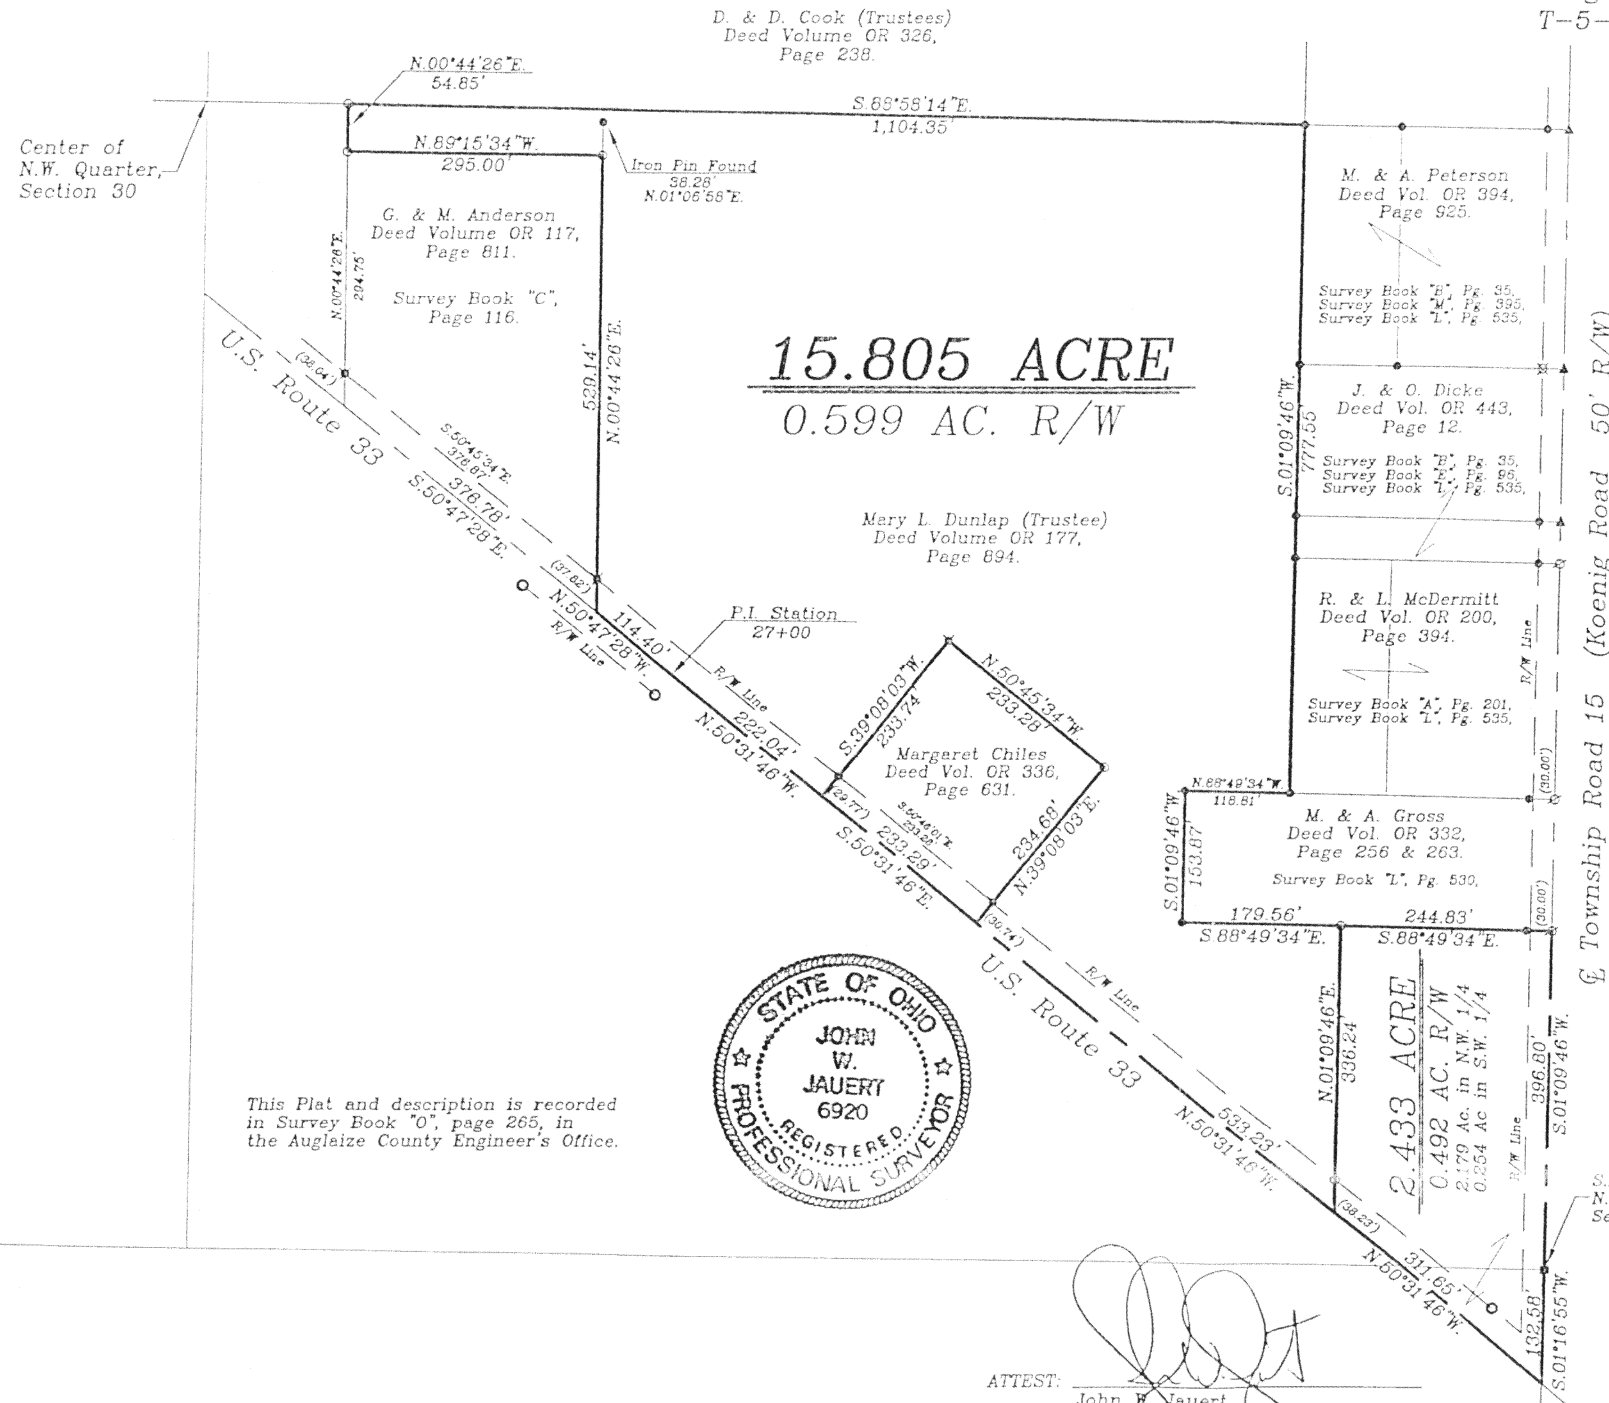 D. & D. Cook (Trustees)
Deed Volume OR 326,
Page 238.
T-5-
N.00°44'26"E.
54.85'
S.88°58'14"E.
1,104.35'
Center of
N.W. Quarter,
Section 30
N.89°15'34"W.
295.00'
Iron Pin Found
38.28'
N.01°06'58"E.
G. & M. Anderson
Deed Volume OR 117,
Page 811.
Survey Book "C",
Page 116.
N.00°44'26"E.
294.75'
M. & A. Peterson
Deed Vol. OR 394,
Page 925.
Survey Book "B", Pg. 35,
Survey Book "M", Pg. 395,
Survey Book "L", Pg. 535,
15.805 ACRE
0.599 AC. R/W
529.14'
N.00°44'26"E.
S.01°09'46"W.
777.55'
J. & O. Dicke
Deed Vol. OR 443,
Page 12.
Survey Book "B", Pg. 35,
Survey Book "E", Pg. 96,
Survey Book "L", Pg. 535,
U.S. Route 33
(38.64')
S.50°45'34"E.
376.87'
376.78'
S.50°47'28"E.
Mary L. Dunlap (Trustee)
Deed Volume OR 177,
Page 894.
(37.82')
114.40'
N.50°47'28"W.
R/W Line
P.I. Station
27+00
R/W Line
222.04'
N.50°31'46"W.
R. & L. McDermitt
Deed Vol. OR 200,
Page 394.
Survey Book "A", Pg. 201,
Survey Book "L", Pg. 535,
R/W Line
℄ Township Road 15 (Koenig Road 50' R/W)
S.39°08'03"W.
233.74'
N.50°45'34"W.
233.28'
Margaret Chiles
Deed Vol. OR 336,
Page 631.
234.68'
N.39°08'03"E.
(29.77')
S.50°46'01"E.
233.28'
233.29'
S.50°31'46"E.
(30.74')
N.88°49'34"W.
118.81'
(30.00')
S.01°09'46"W
153.87'
M. & A. Gross
Deed Vol. OR 332,
Page 256 & 263.
Survey Book "L", Pg. 530,
(30.00')
179.56'
S.88°49'34"E.
244.83'
S.88°49'34"E.
U.S. Route 33
R/W Line
STATE OF OHIO
JOHN
W.
JAUERT
6920
REGISTERED
PROFESSIONAL SURVEYOR
N.01°09'46"E.
336.24'
2.433 ACRE
0.492 AC. R/W
2.179 Ac. in N.W. 1/4
0.254 Ac in S.W. 1/4
R/W Line
396.80'
S.01°09'46"W.
533.23'
N.50°31'46"W.
This Plat and description is recorded
in Survey Book "O", page 265, in
the Auglaize County Engineer's Office.
S.
N.
Se
(38.23')
311.65'
N.50°31'46"W.
132.58'
S.01°16'55"W.
ATTEST:
John W. Jauert